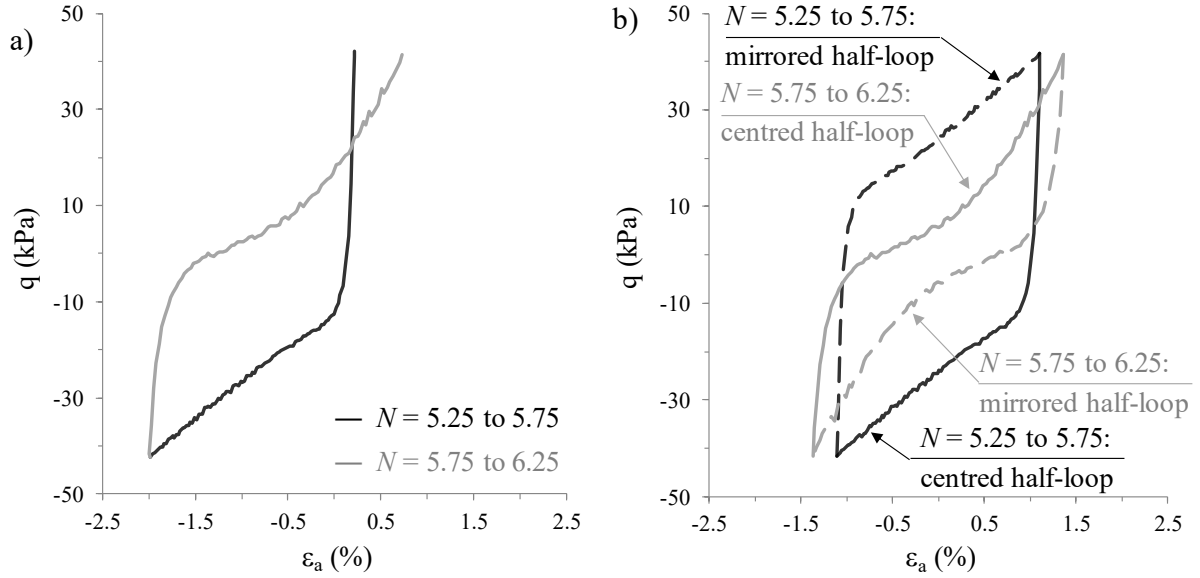 a)
50
30
10
-10
-30
-50
q (kPa)
-2.5 -1.5 -0.5 0.5 1.5 2.5
εa (%)
N = 5.25 to 5.75
N = 5.75 to 6.25
b)
50
30
10
-10
-30
-50
q (kPa)
-2.5 -1.5 -0.5 0.5 1.5 2.5
εa (%)
N = 5.25 to 5.75:
mirrored half-loop
N = 5.75 to 6.25:
centred half-loop
N = 5.75 to 6.25:
mirrored half-loop
N = 5.25 to 5.75:
centred half-loop